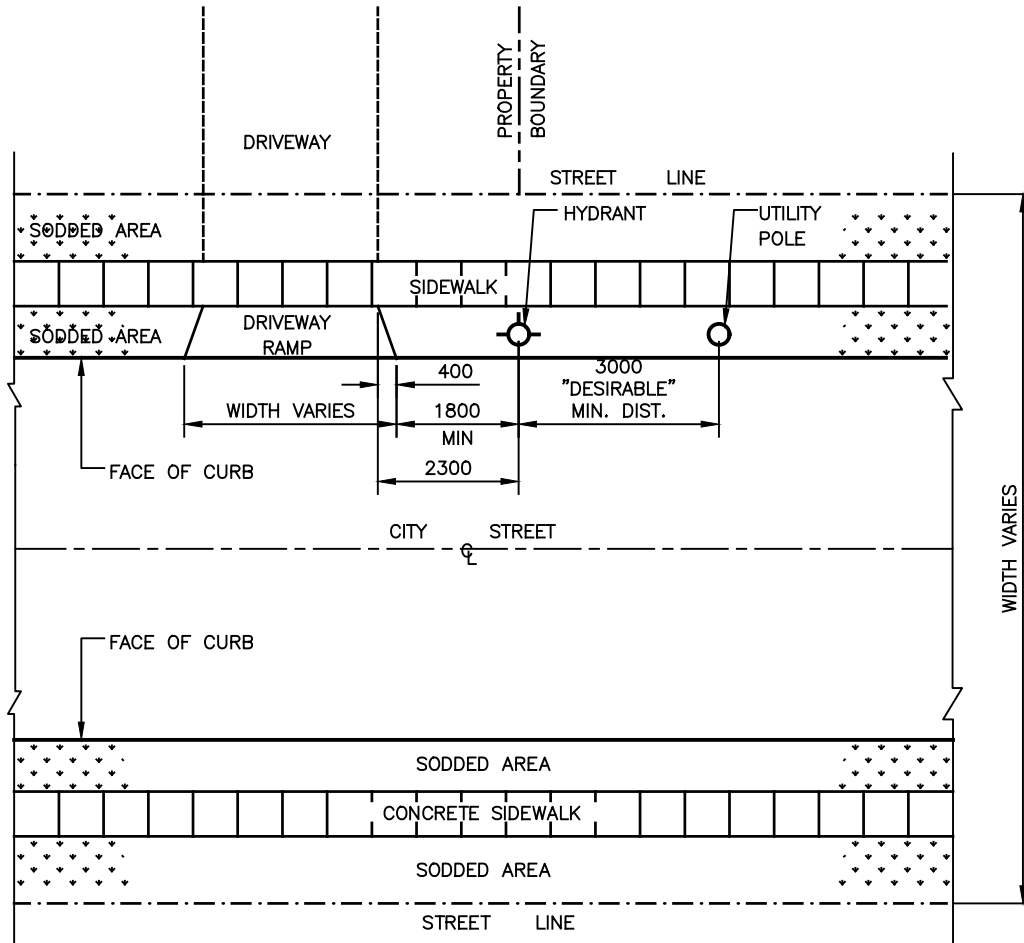 PROPERTY
BOUNDARY
DRIVEWAY
STREET LINE
HYDRANT
UTILITY
POLE
SODDED AREA
SIDEWALK
SODDED AREA
DRIVEWAY
RAMP
400
3000
"DESIRABLE"
MIN. DIST.
WIDTH VARIES
1800
MIN
2300
FACE OF CURB
CITY STREET
℄
WIDTH VARIES
FACE OF CURB
SODDED AREA
CONCRETE SIDEWALK
SODDED AREA
STREET LINE